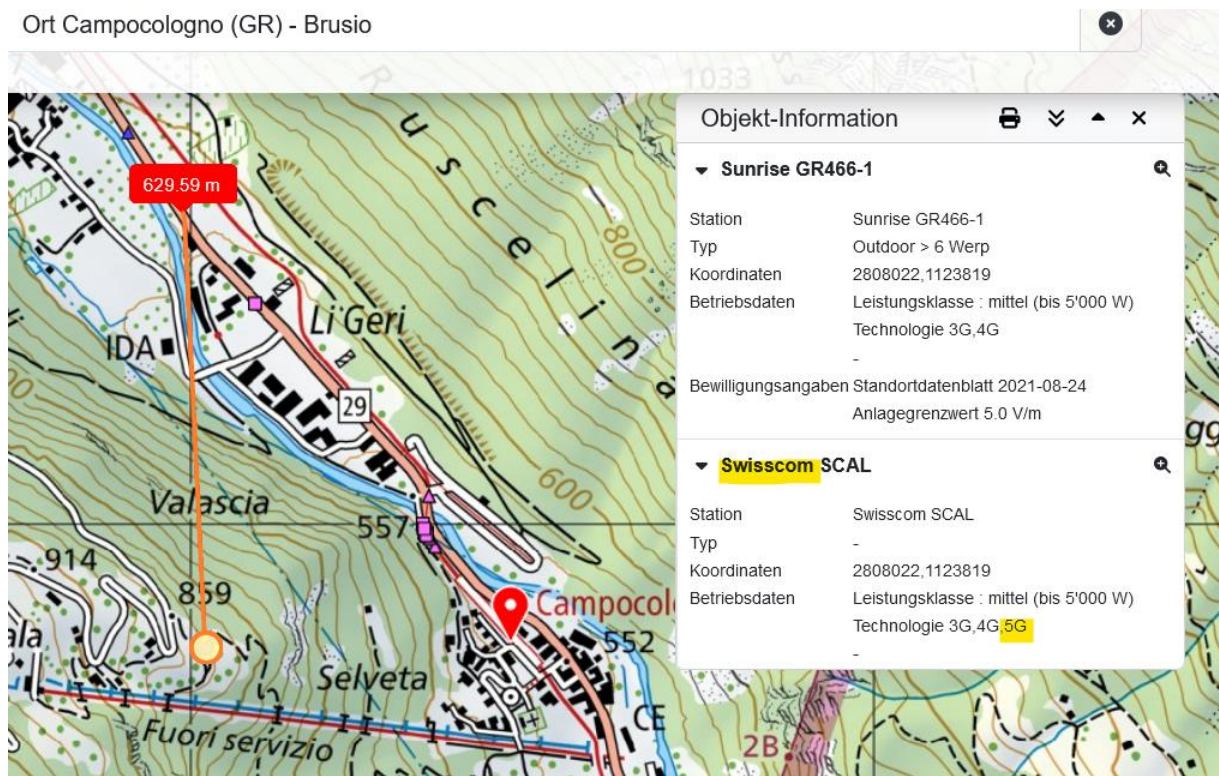 Ort Campocologno (GR) - Brusio
1033
Ruscelina
800
629.59 m
Li Geri
IDA
29
600
Valascia
557
914
859
Campocol
552
Selveta
CE
Fuori servizio
2B
Objekt-Information
Sunrise GR466-1
Station Sunrise GR466-1
Typ Outdoor > 6 Werp
Koordinaten 2808022,1123819
Betriebsdaten Leistungsklasse : mittel (bis 5'000 W)
Technologie 3G,4G
-
Bewilligungsangaben Standortdatenblatt 2021-08-24
Anlagegrenzwert 5.0 V/m
Swisscom SCAL
Station Swisscom SCAL
Typ -
Koordinaten 2808022,1123819
Betriebsdaten Leistungsklasse : mittel (bis 5'000 W)
Technologie 3G,4G,5G
-